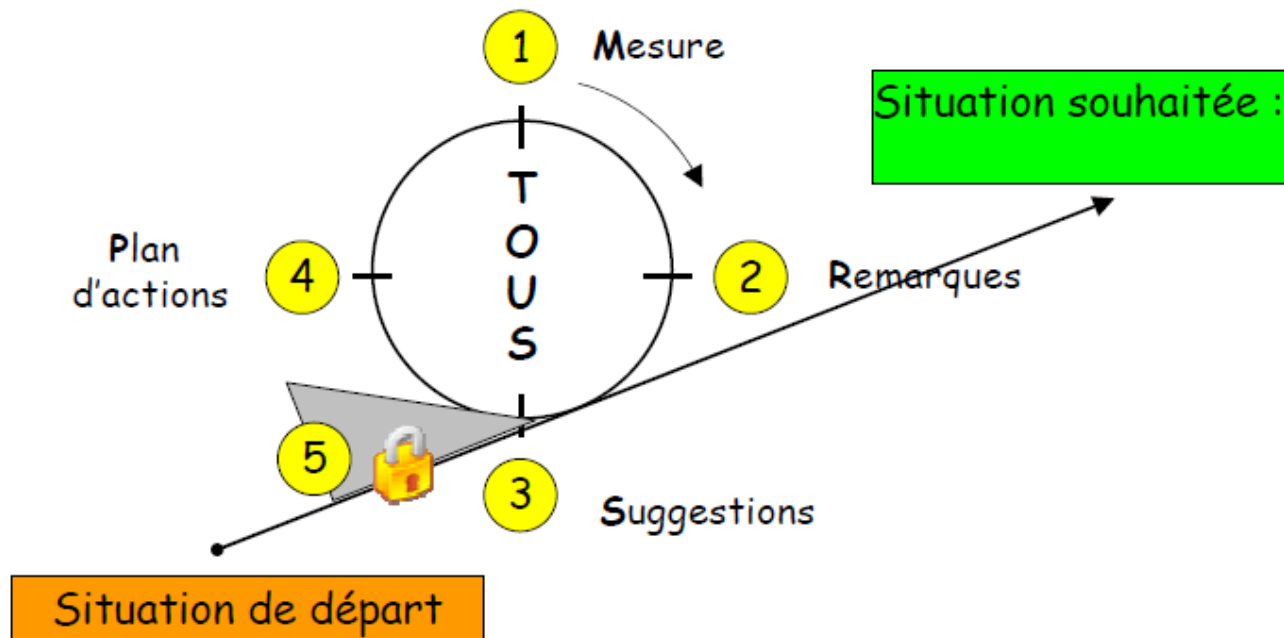 1
Mesure
Situation souhaitée :
T
O
U
S
Plan
d'actions
4
2
Remarques
5
3
Suggestions
Situation de départ